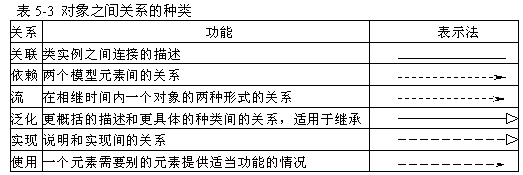 表 5-3 对象之间关系的种类
关系 功能 表示法
关联 类实例之间连接的描述
依赖 两个模型元素间的关系
流 在相继时间内一个对象的两种形式的关系
泛化 更概括的描述和更具体的种类间的关系，适用于继承
实现 说明和实现间的关系
使用 一个元素需要别的元素提供适当功能的情况